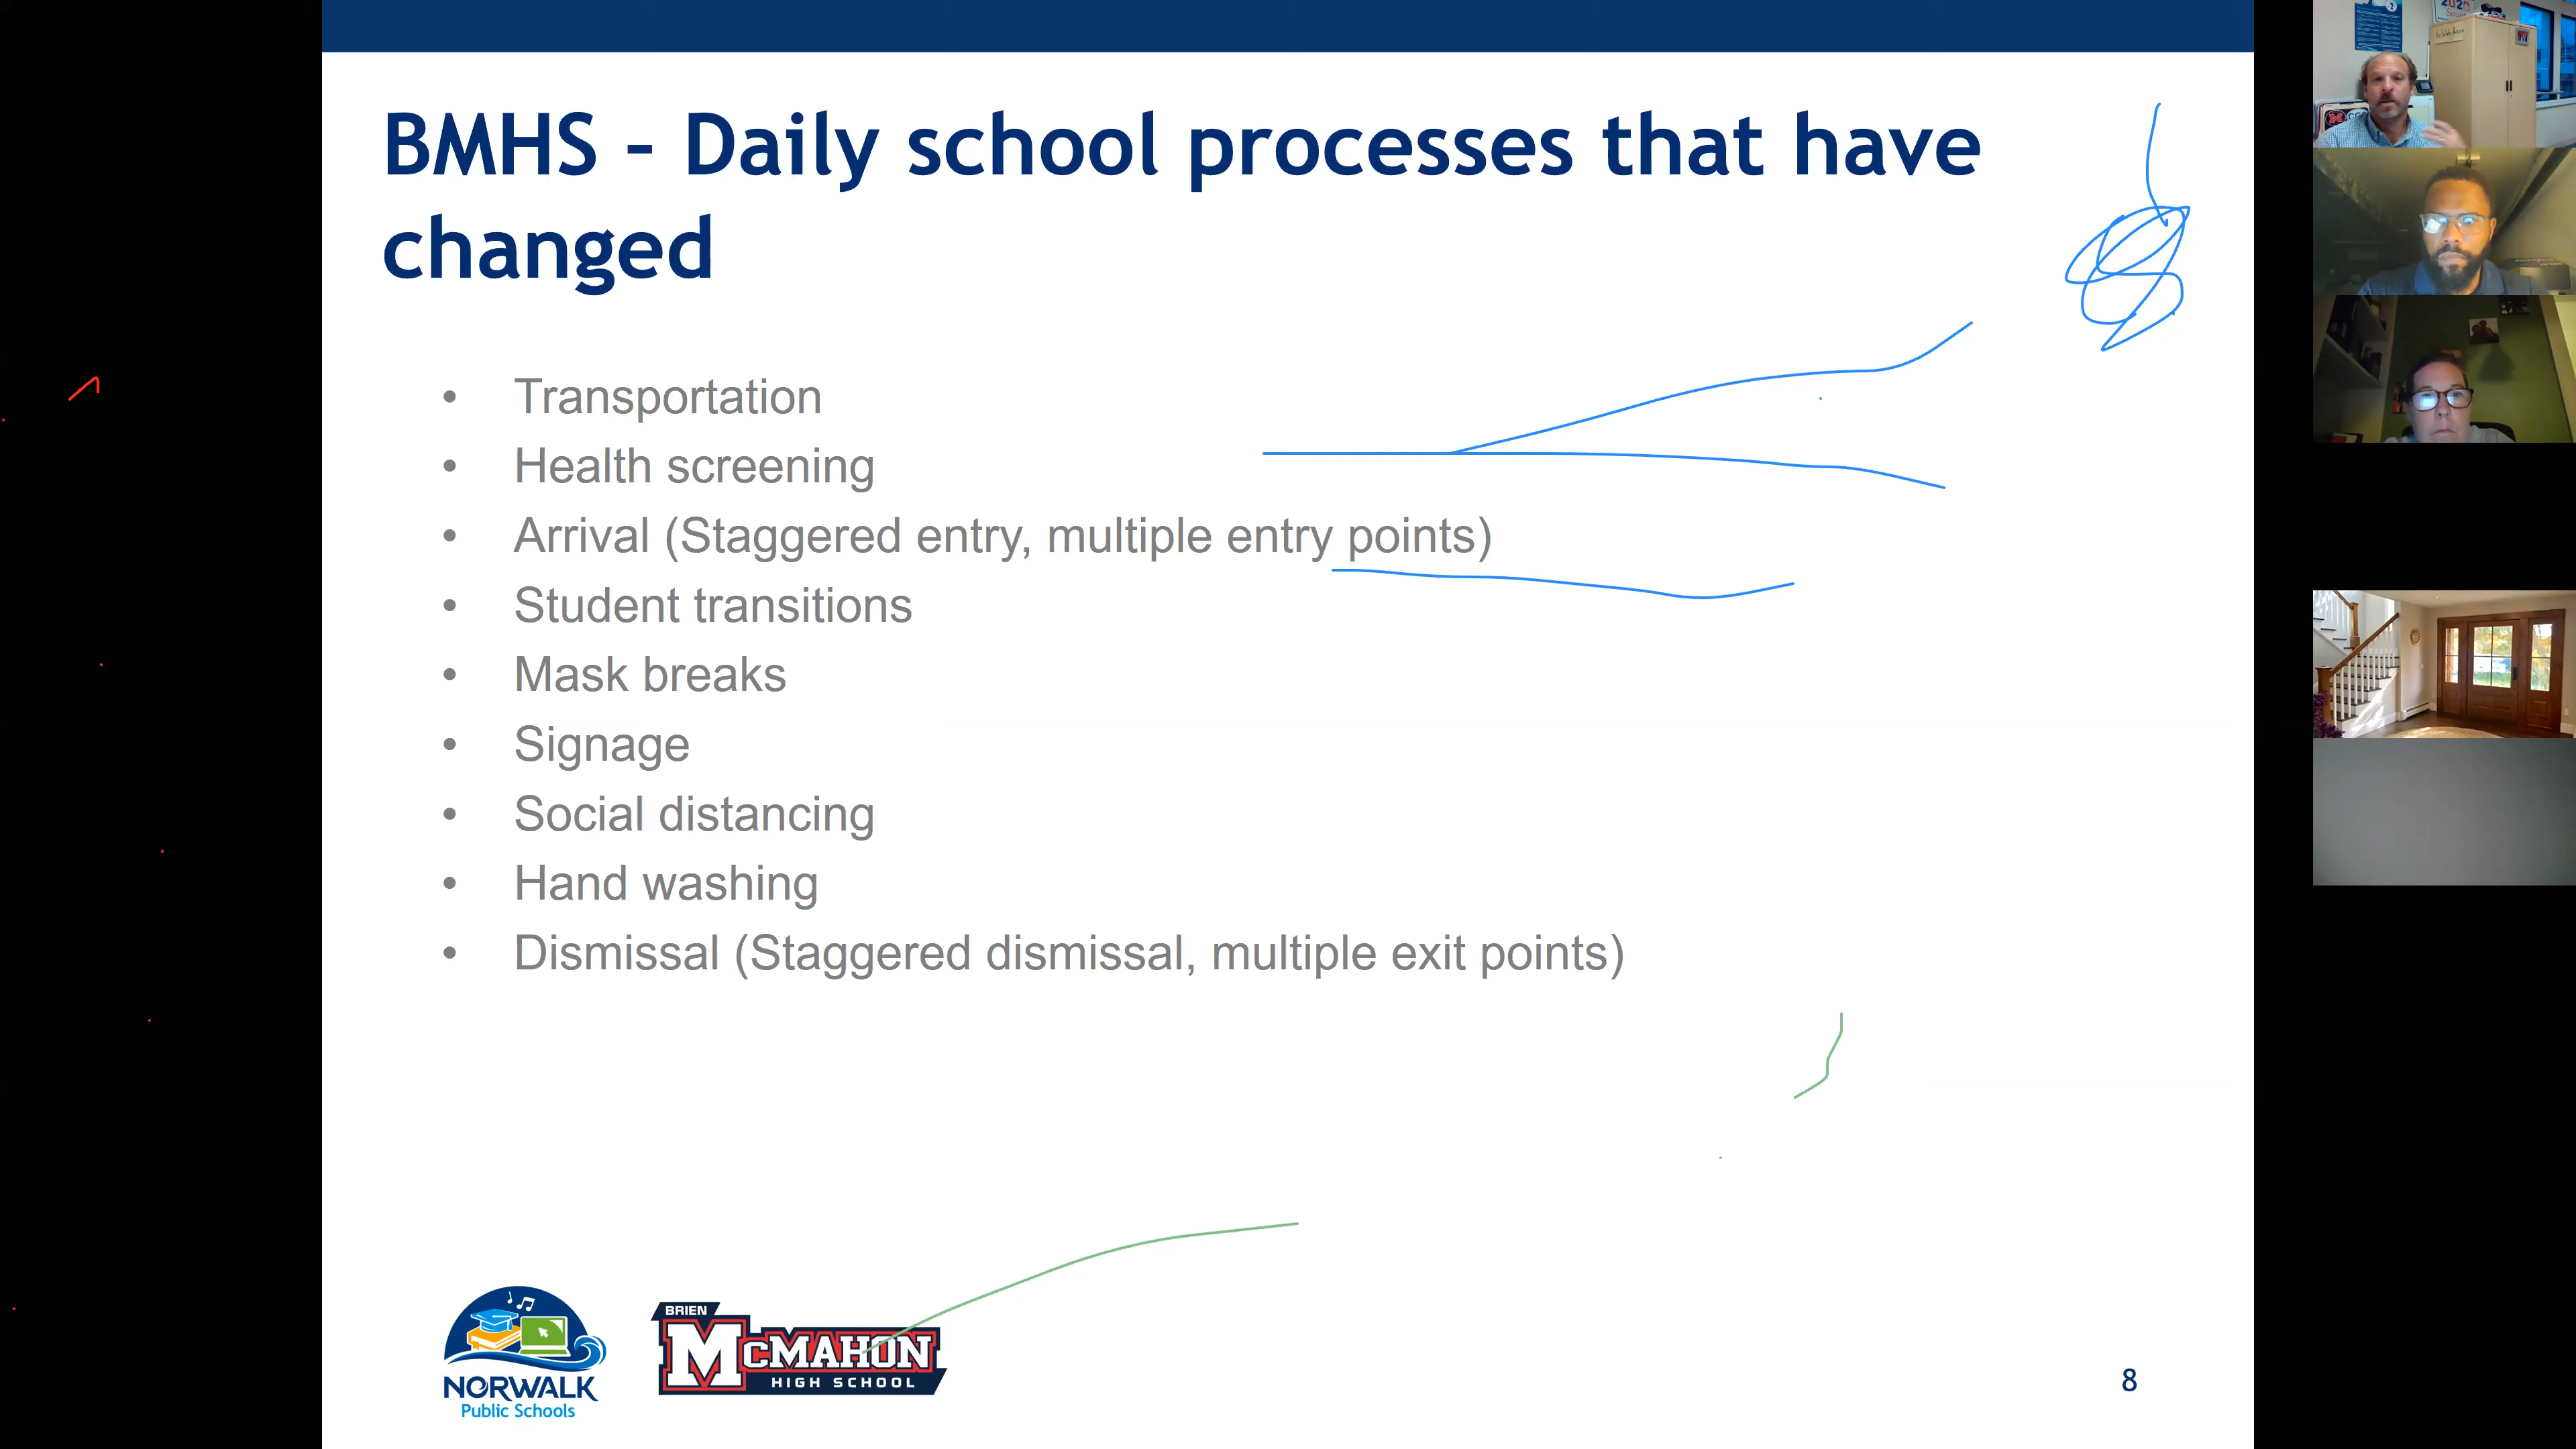 BMHS – Daily school processes that have
changed
• Transportation
• Health screening
• Arrival (Staggered entry, multiple entry points)
• Student transitions
• Mask breaks
• Signage
• Social distancing
• Hand washing
• Dismissal (Staggered dismissal, multiple exit points)
NORWALK
Public Schools
BRIEN
MCMAHON
HIGH SCHOOL
8
2020